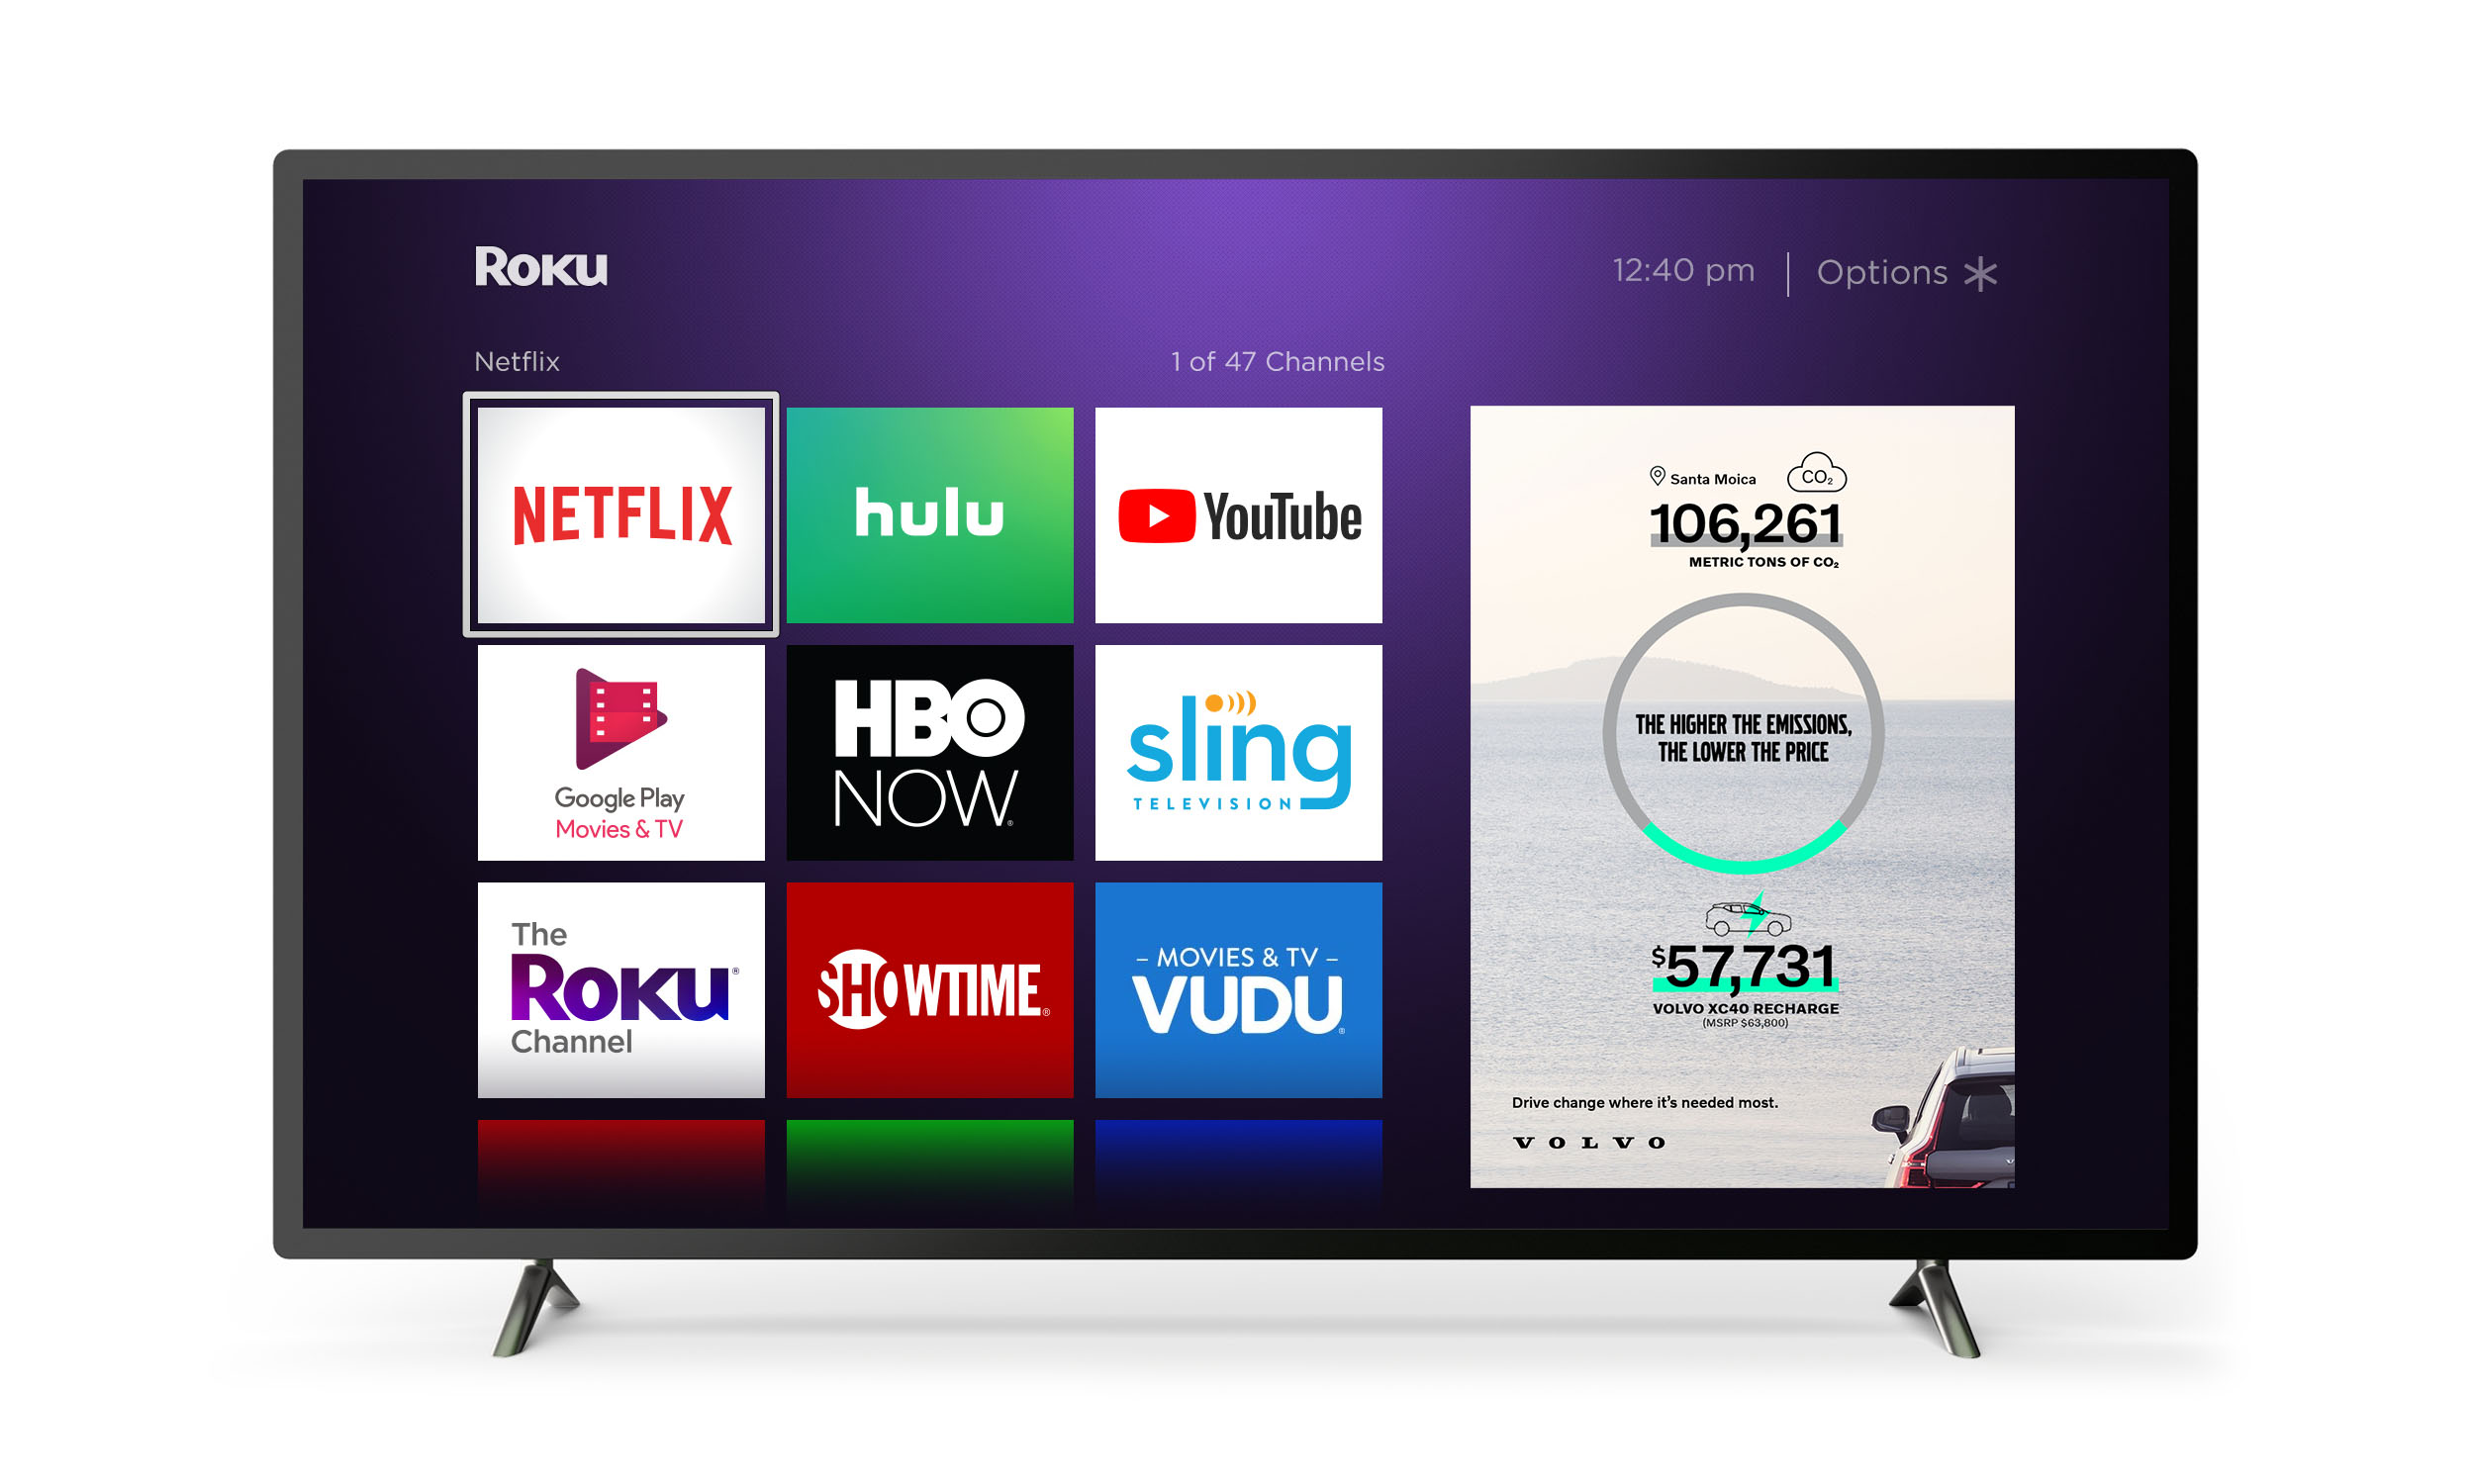 ROKU
12:40 pm
Options *
Netflix
1 of 47 Channels
NETFLIX
hulu
YouTube
Google Play
Movies & TV
HBO
NOW®
sling
TELEVISION
The
ROKU®
Channel
SHOWTIME®
– MOVIES & TV –
VUDU®
Santa Moica
CO₂
106,261
METRIC TONS OF CO₂
THE HIGHER THE EMISSIONS,
THE LOWER THE PRICE
$57,731
VOLVO XC40 RECHARGE
(MSRP $63,800)
Drive change where it's needed most.
VOLVO